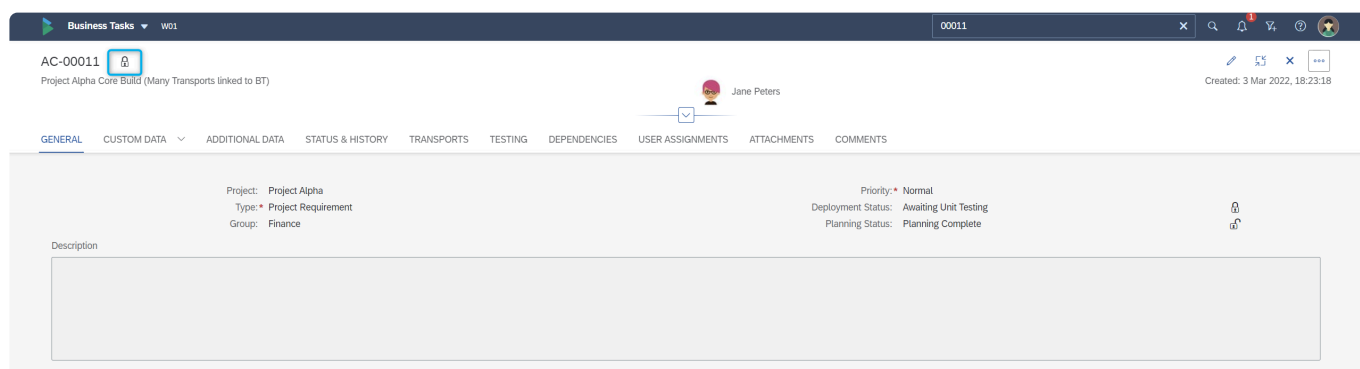 Business Tasks W01 00011 1
AC-00011
Project Alpha Core Build (Many Transports linked to BT)
Jane Peters
Created: 3 Mar 2022, 18:23:18
GENERAL CUSTOM DATA ADDITIONAL DATA STATUS & HISTORY TRANSPORTS TESTING DEPENDENCIES USER ASSIGNMENTS ATTACHMENTS COMMENTS
Project: Project Alpha
Type:* Project Requirement
Group: Finance
Priority:* Normal
Deployment Status: Awaiting Unit Testing
Planning Status: Planning Complete
Description